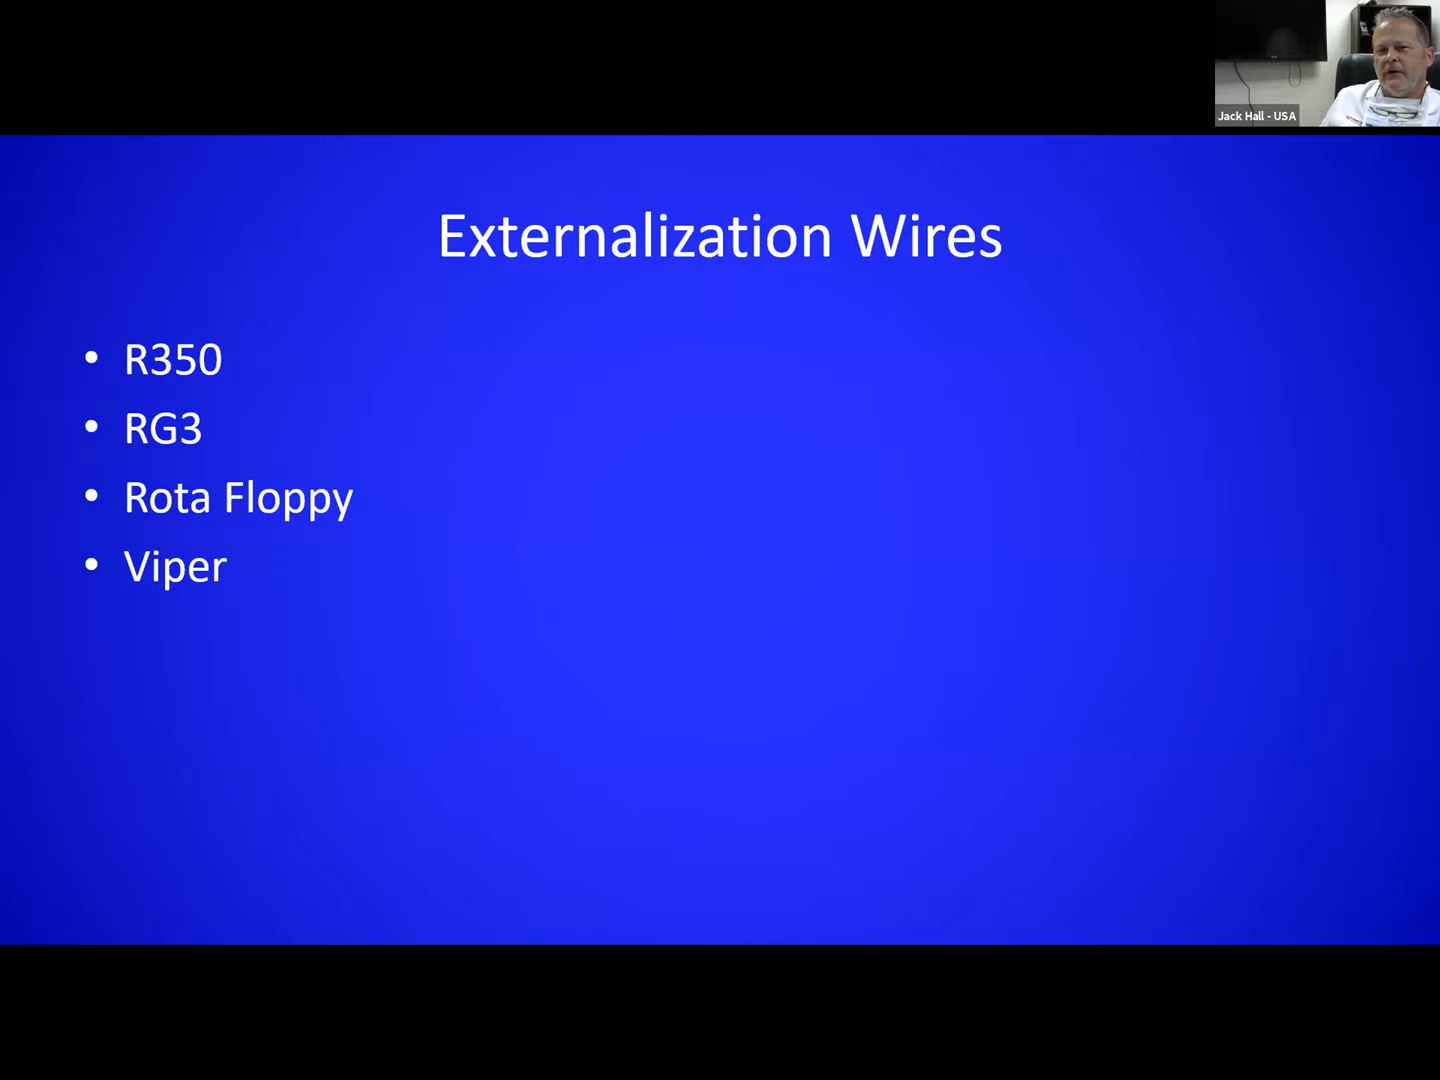 Jack Hall - USA
Externalization Wires
• R350
• RG3
• Rota Floppy
• Viper